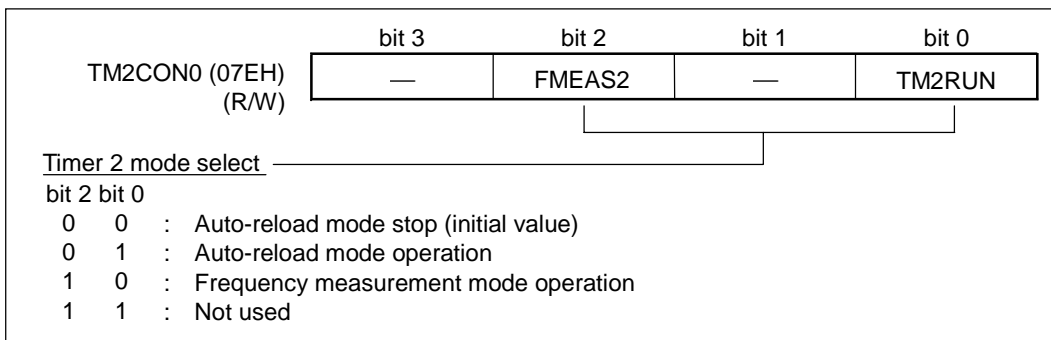 bit 3 bit 2 bit 1 bit 0
TM2CON0 (07EH) — FMEAS2 — TM2RUN
(R/W)
Timer 2 mode select
bit 2 bit 0
0 0 : Auto-reload mode stop (initial value)
0 1 : Auto-reload mode operation
1 0 : Frequency measurement mode operation
1 1 : Not used